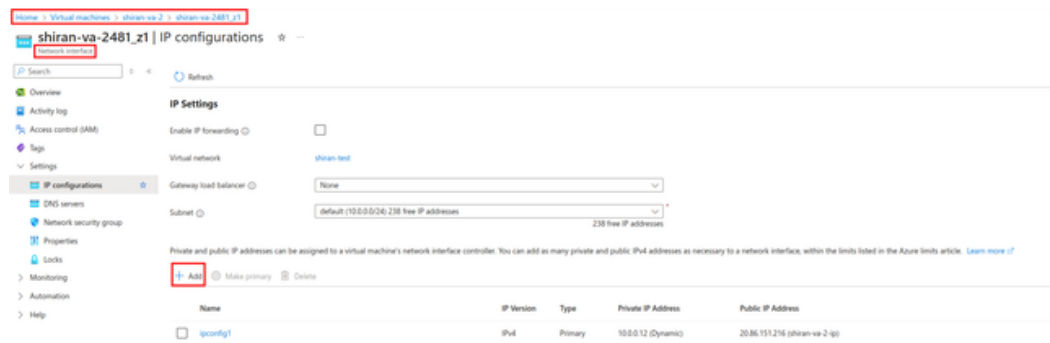 Home > Virtual machines > shiran-va-2 > shiran-va-2481_z1
shiran-va-2481_z1 | IP configurations
Network interface
Search
Refresh
Overview
Activity log
Access control (IAM)
Tags
Settings
IP configurations
DNS servers
Network security group
Properties
Locks
Monitoring
Automation
Help
IP Settings
Enable IP forwarding
Virtual network shiran-test
Gateway load balancer None
Subnet default (10.0.0.0/24) 238 free IP addresses
238 free IP addresses
Private and public IP addresses can be assigned to a virtual machine's network interface controller. You can add as many private and public IPv4 addresses as necessary to a network interface, within the limits listed in the Azure limits article. Learn more
+ Add Make primary Delete
Name IP Version Type Private IP Address Public IP Address
ipconfig1 IPv4 Primary 10.0.0.12 (Dynamic) 20.86.151.216 (shiran-va-2-ip)